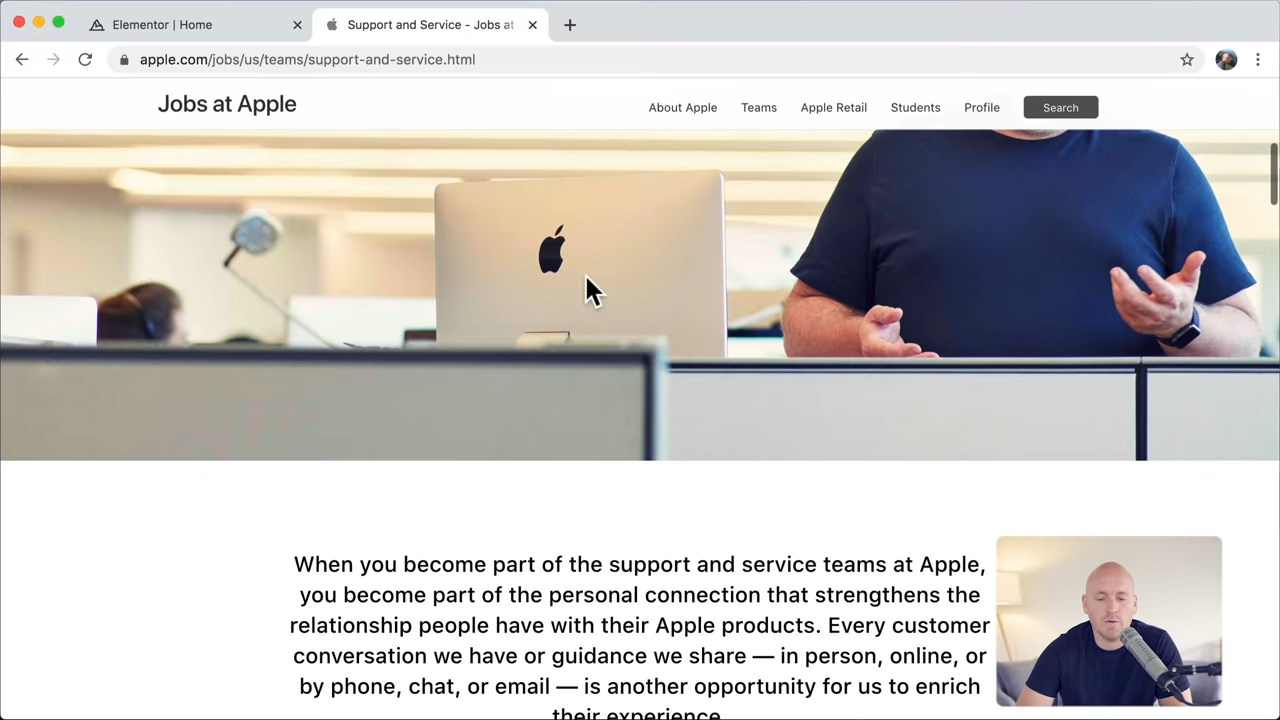 Elementor | Home
Support and Service - Jobs at
apple.com/jobs/us/teams/support-and-service.html
Jobs at Apple
About Apple
Teams
Apple Retail
Students
Profile
Search
When you become part of the support and service teams at Apple,
you become part of the personal connection that strengthens the
relationship people have with their Apple products. Every customer
conversation we have or guidance we share — in person, online, or
by phone, chat, or email — is another opportunity for us to enrich
their experience.